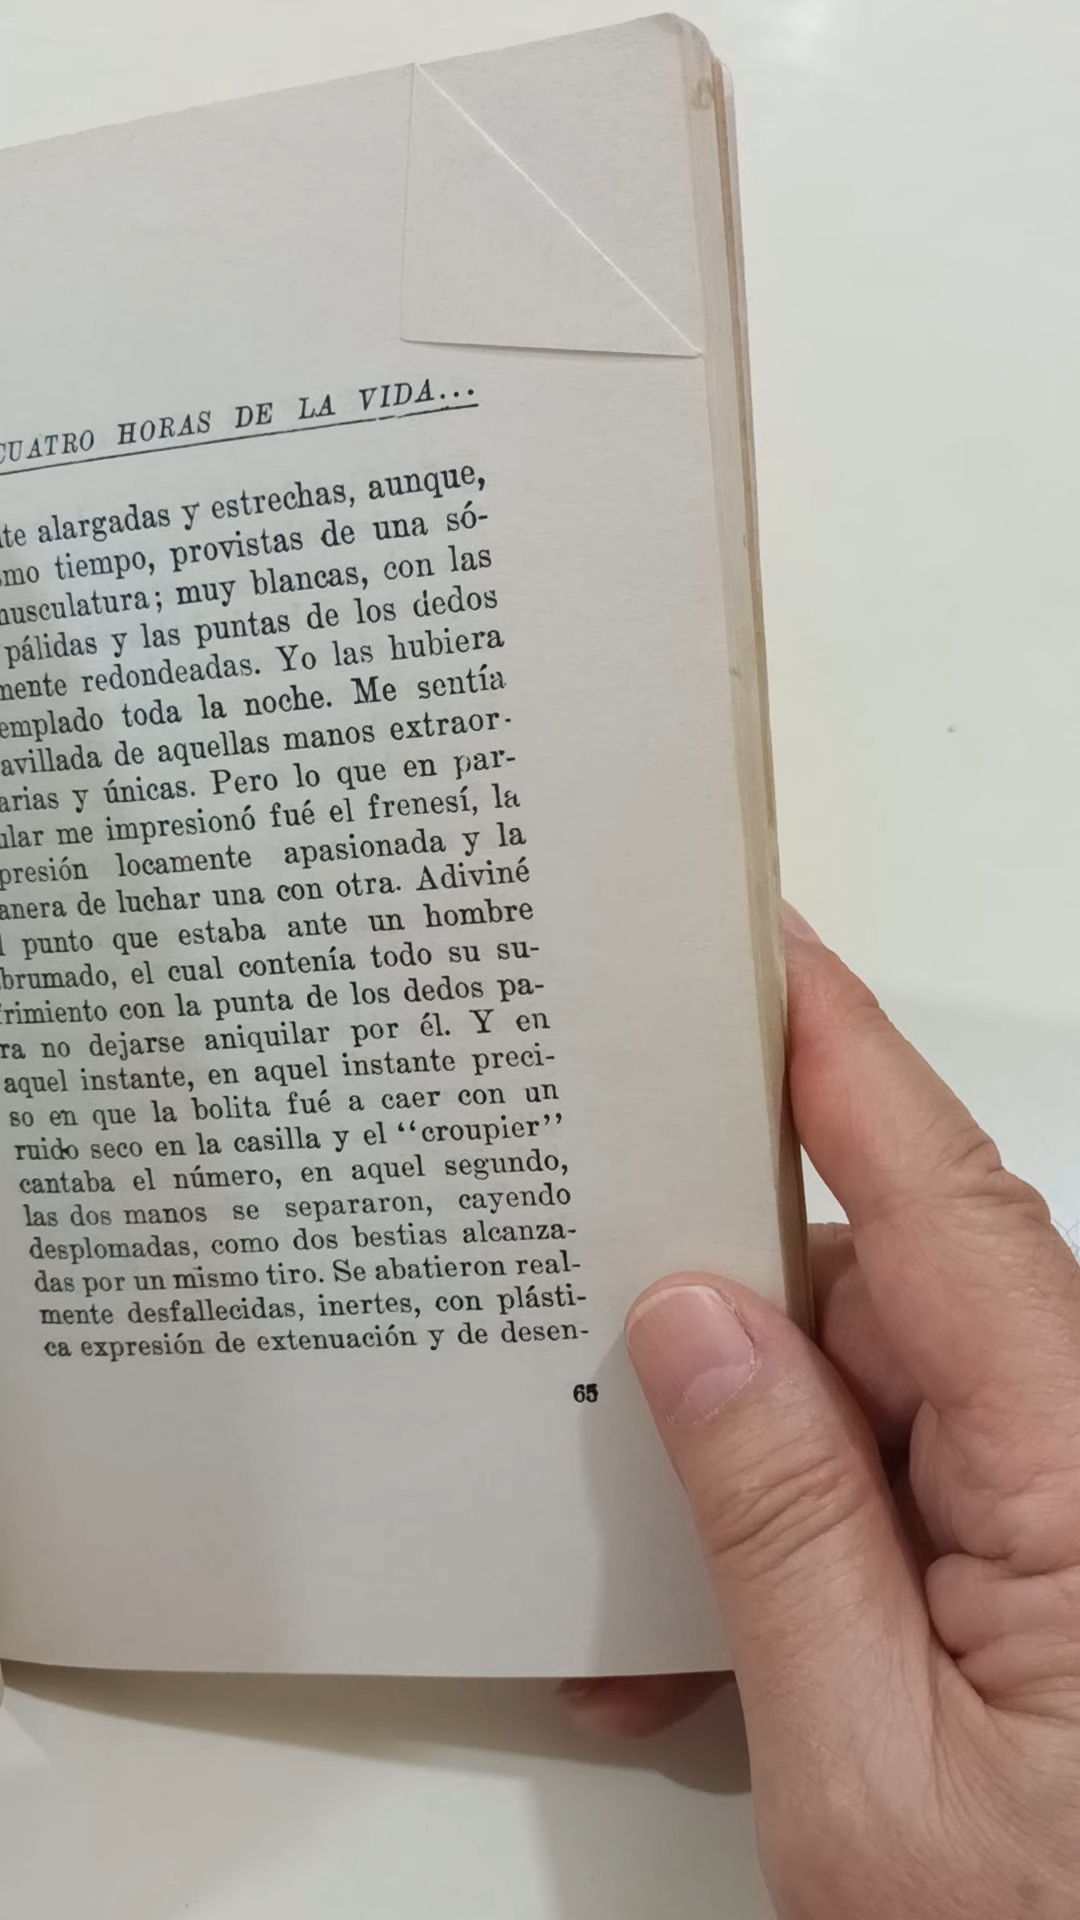 CUATRO HORAS DE LA VIDA...
te alargadas y estrechas, aunque,
mo tiempo, provistas de una só-
musculatura; muy blancas, con las
pálidas y las puntas de los dedos
mente redondeadas. Yo las hubiera
emplado toda la noche. Me sentía
avillada de aquellas manos extraor-
arias y únicas. Pero lo que en par-
ular me impresionó fué el frenesí, la
presión locamente apasionada y la
anera de luchar una con otra. Adiviné
l punto que estaba ante un hombre
brumado, el cual contenía todo su su-
frimiento con la punta de los dedos pa-
ra no dejarse aniquilar por él. Y en
aquel instante, en aquel instante preci-
so en que la bolita fué a caer con un
ruido seco en la casilla y el “croupier”
cantaba el número, en aquel segundo,
las dos manos se separaron, cayendo
desplomadas, como dos bestias alcanza-
das por un mismo tiro. Se abatieron real-
mente desfallecidas, inertes, con plásti-
ca expresión de extenuación y de desen-
65